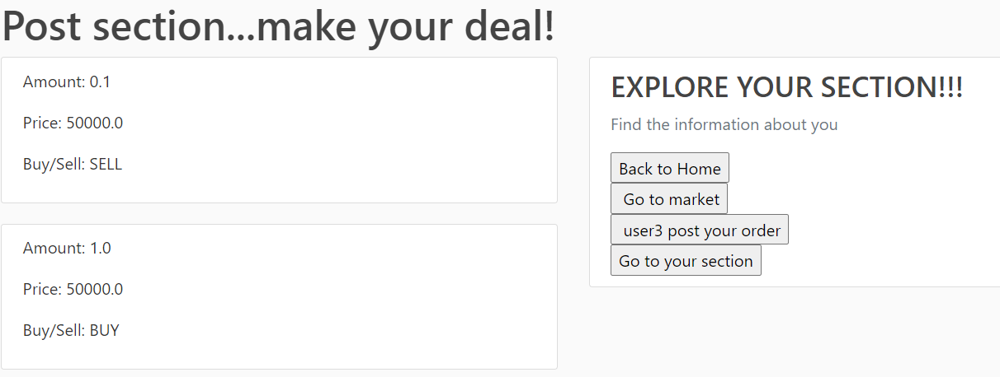 Post section...make your deal!
Amount: 0.1
Price: 50000.0
Buy/Sell: SELL
Amount: 1.0
Price: 50000.0
Buy/Sell: BUY
EXPLORE YOUR SECTION!!!
Find the information about you
Back to Home
Go to market
user3 post your order
Go to your section